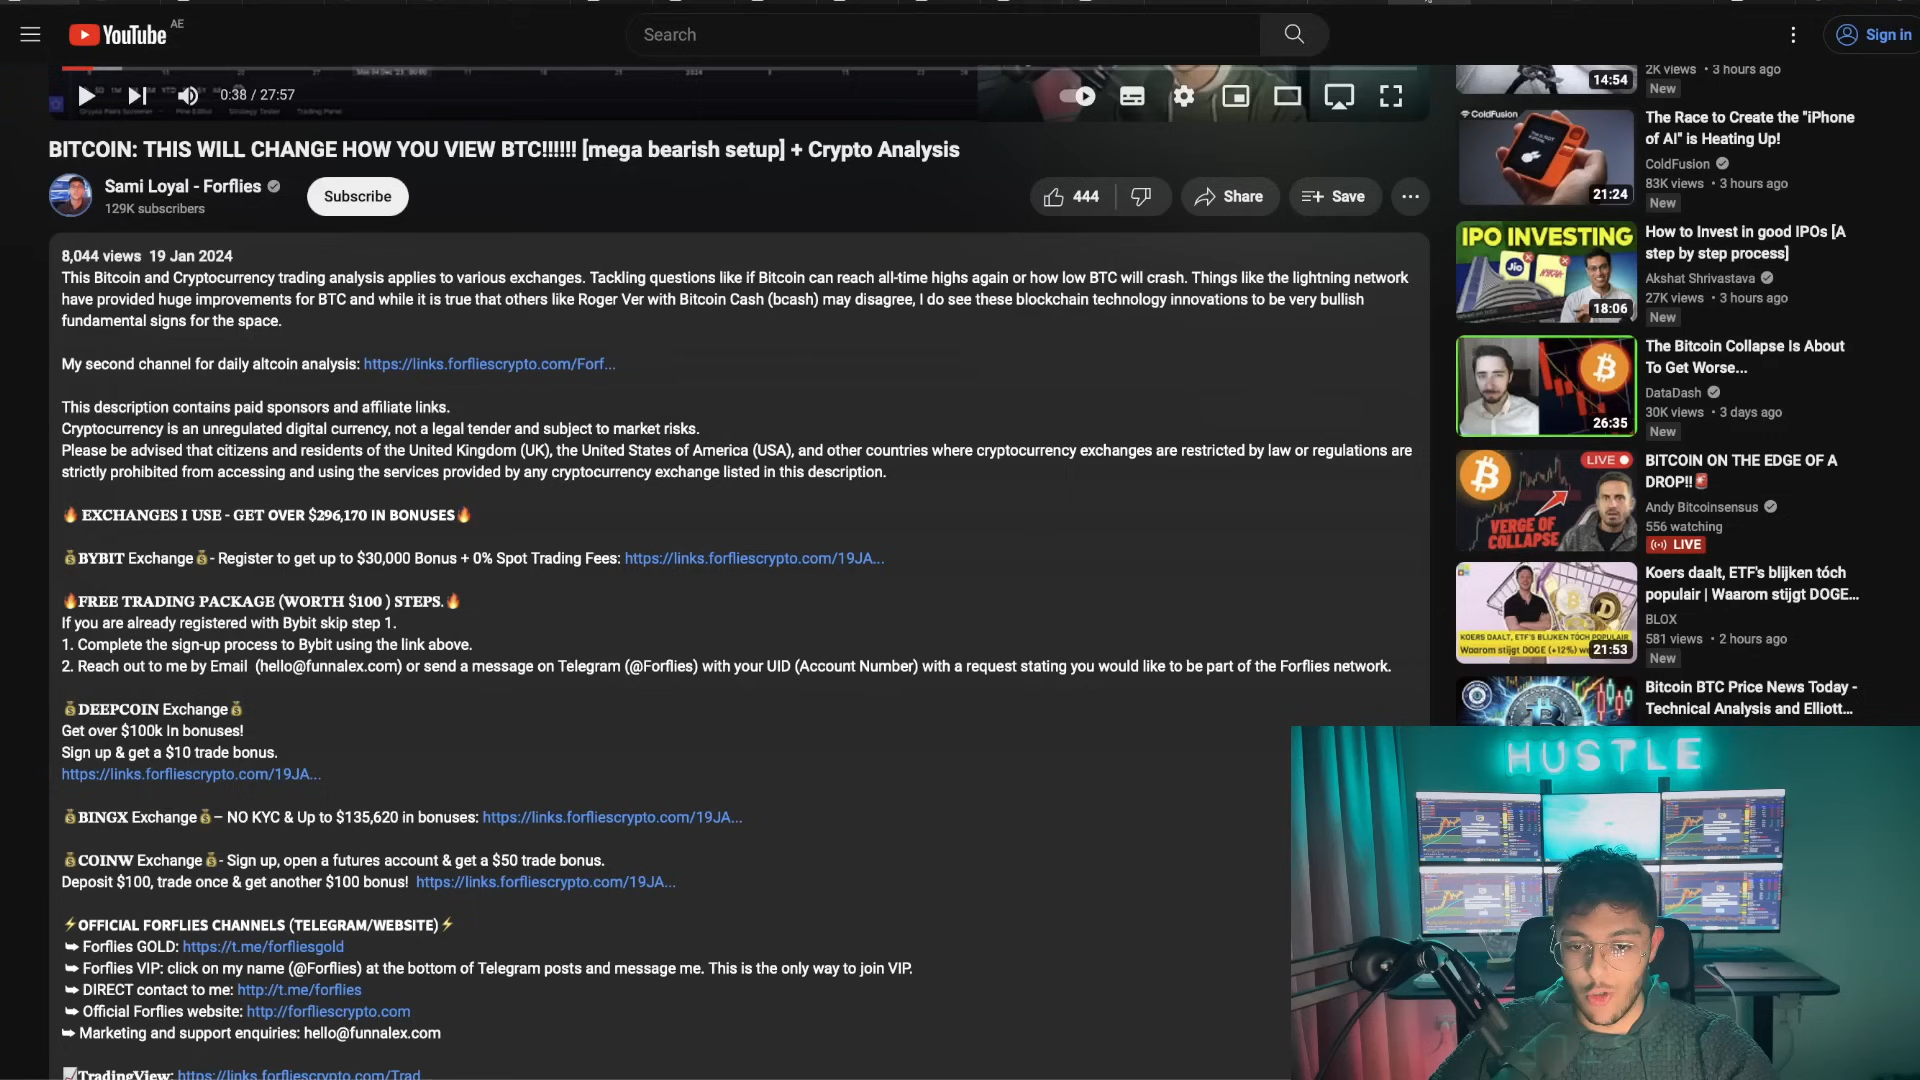 YouTube AE
Search
Sign in
0:38 / 27:57
BITCOIN: THIS WILL CHANGE HOW YOU VIEW BTC!!!!!! [mega bearish setup] + Crypto Analysis
Sami Loyal - Forflies
129K subscribers
Subscribe
444
Share
Save
8,044 views 19 Jan 2024
This Bitcoin and Cryptocurrency trading analysis applies to various exchanges. Tackling questions like if Bitcoin can reach all-time highs again or how low BTC will crash. Things like the lightning network
have provided huge improvements for BTC and while it is true that others like Roger Ver with Bitcoin Cash (bcash) may disagree, I do see these blockchain technology innovations to be very bullish
fundamental signs for the space.
My second channel for daily altcoin analysis: https://links.forfliescrypto.com/Forf...
This description contains paid sponsors and affiliate links.
Cryptocurrency is an unregulated digital currency, not a legal tender and subject to market risks.
Please be advised that citizens and residents of the United Kingdom (UK), the United States of America (USA), and other countries where cryptocurrency exchanges are restricted by law or regulations are
strictly prohibited from accessing and using the services provided by any cryptocurrency exchange listed in this description.
🔥 EXCHANGES I USE - GET OVER $296,170 IN BONUSES🔥
💰BYBIT Exchange💰- Register to get up to $30,000 Bonus + 0% Spot Trading Fees: https://links.forfliescrypto.com/19JA...
🔥FREE TRADING PACKAGE (WORTH $100 ) STEPS.🔥
If you are already registered with Bybit skip step 1.
1. Complete the sign-up process to Bybit using the link above.
2. Reach out to me by Email (hello@funnalex.com) or send a message on Telegram (@Forflies) with your UID (Account Number) with a request stating you would like to be part of the Forflies network.
💰DEEPCOIN Exchange💰
Get over $100k In bonuses!
Sign up & get a $10 trade bonus.
https://links.forfliescrypto.com/19JA...
💰BINGX Exchange💰– NO KYC & Up to $135,620 in bonuses: https://links.forfliescrypto.com/19JA...
💰COINW Exchange💰- Sign up, open a futures account & get a $50 trade bonus.
Deposit $100, trade once & get another $100 bonus! https://links.forfliescrypto.com/19JA...
⚡OFFICIAL FORFLIES CHANNELS (TELEGRAM/WEBSITE)⚡
➥ Forflies GOLD: https://t.me/forfliesgold
➥ Forflies VIP: click on my name (@Forflies) at the bottom of Telegram posts and message me. This is the only way to join VIP.
➥ DIRECT contact to me: http://t.me/forflies
➥ Official Forflies website: http://forfliescrypto.com
➥ Marketing and support enquiries: hello@funnalex.com
📈TradingView: https://links.forfliescrypto.com/Trad
14:54
2K views • 3 hours ago
New
ColdFusion
21:24
The Race to Create the "iPhone
of AI" is Heating Up!
ColdFusion
83K views • 3 hours ago
New
IPO INVESTING
Jio
18:06
How to Invest in good IPOs [A
step by step process]
Akshat Shrivastava
27K views • 3 hours ago
New
26:35
The Bitcoin Collapse Is About
To Get Worse...
DataDash
30K views • 3 days ago
New
LIVE
VERGE OF
COLLAPSE
BITCOIN ON THE EDGE OF A
DROP!!🚨
Andy Bitcoinsensus
556 watching
LIVE
KOERS DAALT, ETF'S BLIJKEN TÓCH POPULAIR
Waarom stijgt DOGE (+12%)
21:53
Koers daalt, ETF's blijken tóch
populair | Waarom stijgt DOGE...
BLOX
581 views • 2 hours ago
New
Bitcoin BTC Price News Today -
Technical Analysis and Elliott...
HUSTLE